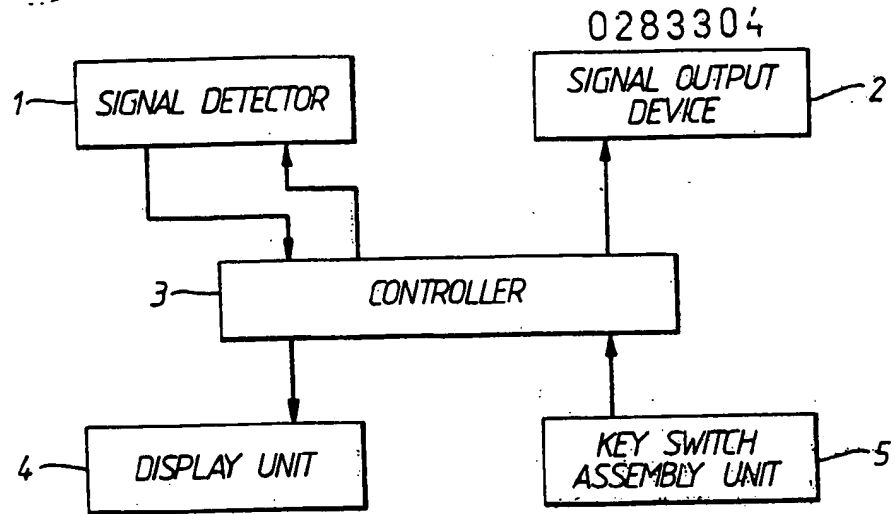 0283304
1
SIGNAL DETECTOR
SIGNAL OUTPUT
DEVICE
2
3
CONTROLLER
4
DISPLAY UNIT
KEY SWITCH
ASSEMBLY UNIT
5